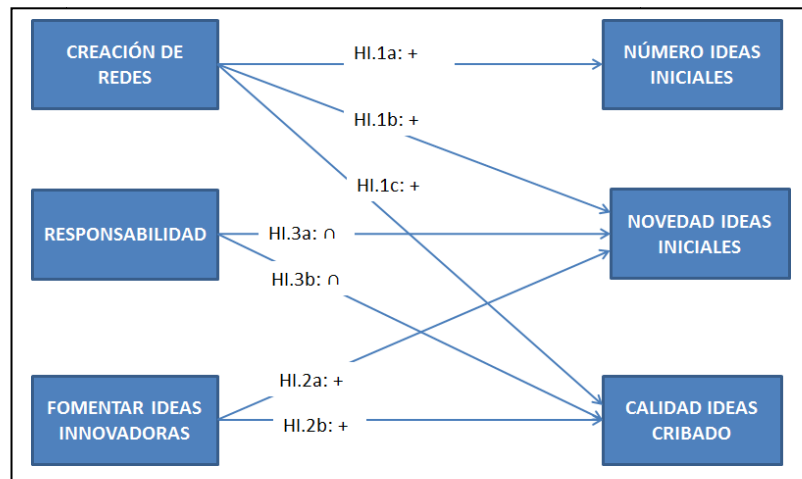 CREACIÓN DE
REDES
HI.1a: +
NÚMERO IDEAS
INICIALES
HI.1b: +
HI.1c: +
RESPONSABILIDAD
HI.3a: ∩
NOVEDAD IDEAS
INICIALES
HI.3b: ∩
HI.2a: +
FOMENTAR IDEAS
INNOVADORAS
HI.2b: +
CALIDAD IDEAS
CRIBADO